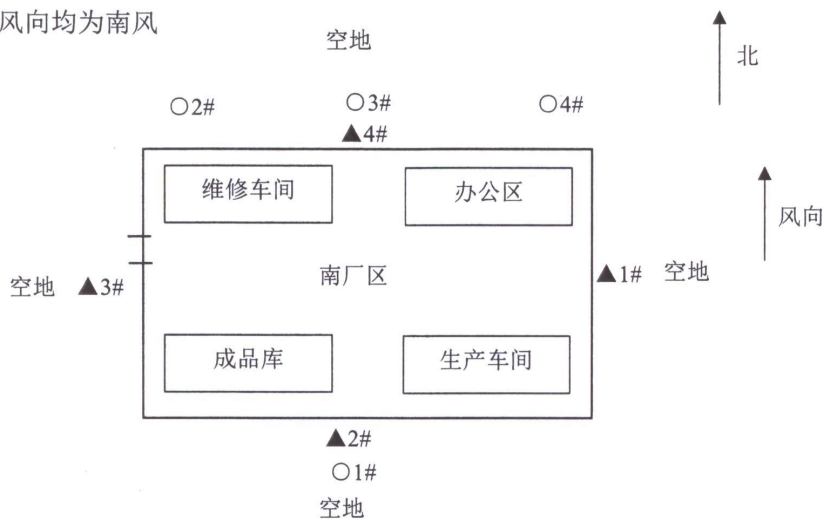 风向均为南风
空地
北
○2#
○3#
○4#
▲4#
维修车间
办公区
风向
空地
▲3#
南厂区
▲1#
空地
成品库
生产车间
▲2#
○1#
空地